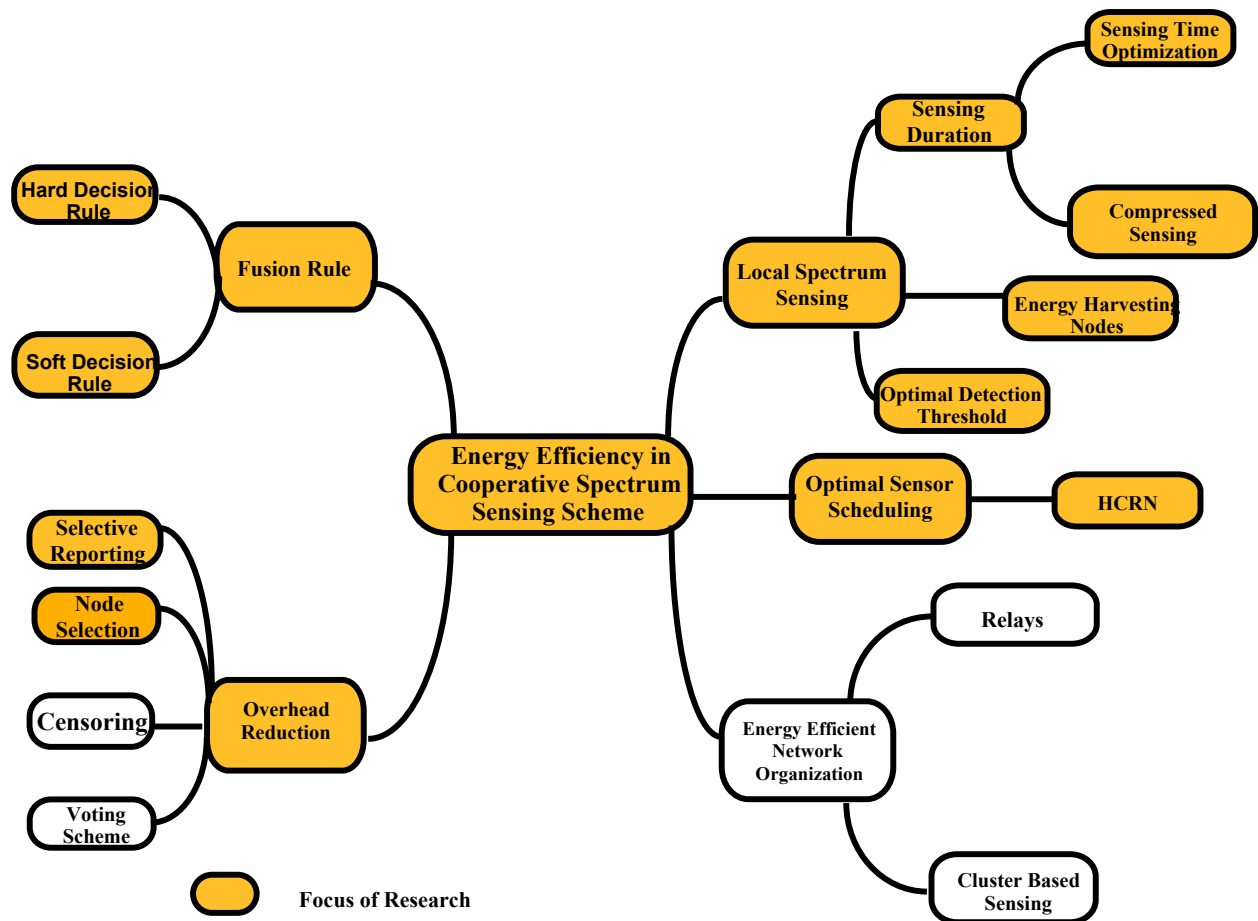 Sensing Time
Optimization
Sensing
Duration
Hard Decision
Rule
Compressed
Sensing
Fusion Rule
Local Spectrum
Sensing
Energy Harvesting
Nodes
Soft Decision
Rule
Optimal Detection
Threshold
Energy Efficiency in
Cooperative Spectrum
Sensing Scheme
Optimal Sensor
Scheduling
HCRN
Selective
Reporting
Node
Selection
Relays
Censoring
Overhead
Reduction
Energy Efficient
Network
Organization
Voting
Scheme
Cluster Based
Sensing
Focus of Research